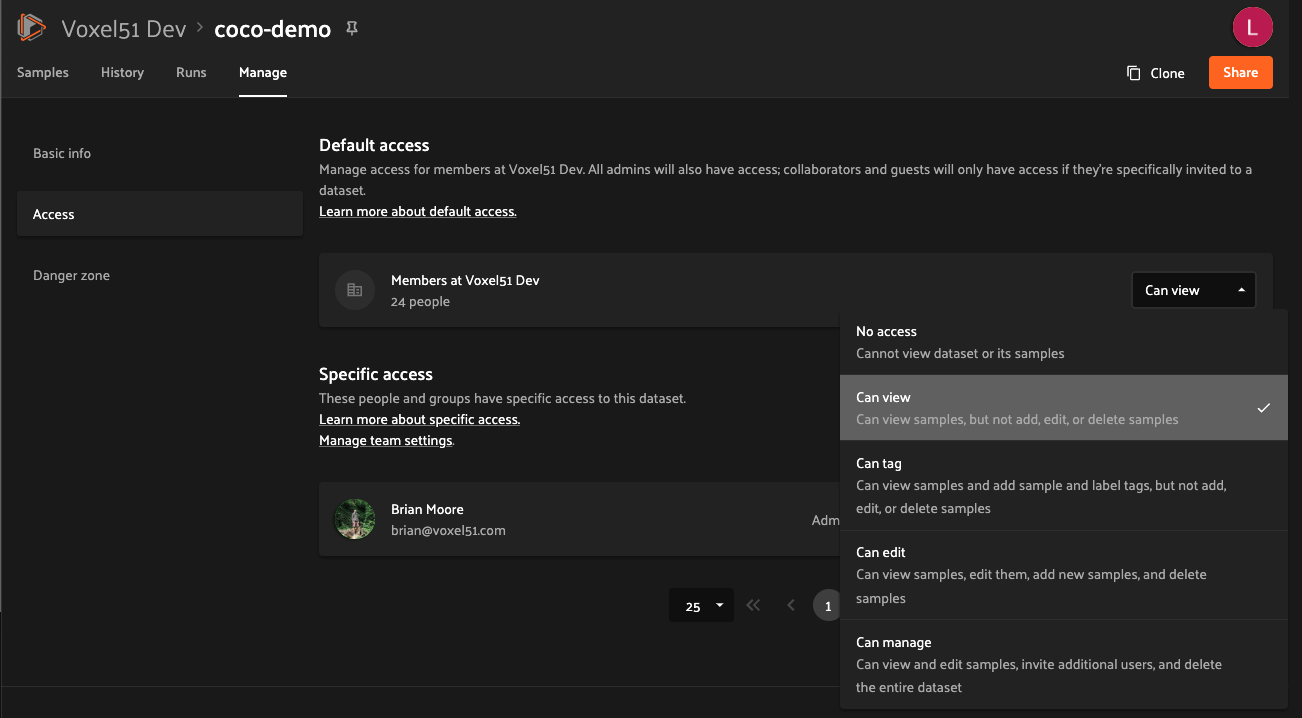 Voxel51 Dev > coco-demo
L
Samples History Runs Manage
Clone Share
Basic info
Access
Danger zone
Default access
Manage access for members at Voxel51 Dev. All admins will also have access; collaborators and guests will only have access if they're specifically invited to a
dataset.
Learn more about default access.
Members at Voxel51 Dev
24 people
Can view
Specific access
These people and groups have specific access to this dataset.
Learn more about specific access.
Manage team settings.
Brian Moore
brian@voxel51.com
Adm
25
1
No access
Cannot view dataset or its samples
Can view
Can view samples, but not add, edit, or delete samples
Can tag
Can view samples and add sample and label tags, but not add,
edit, or delete samples
Can edit
Can view samples, edit them, add new samples, and delete
samples
Can manage
Can view and edit samples, invite additional users, and delete
the entire dataset